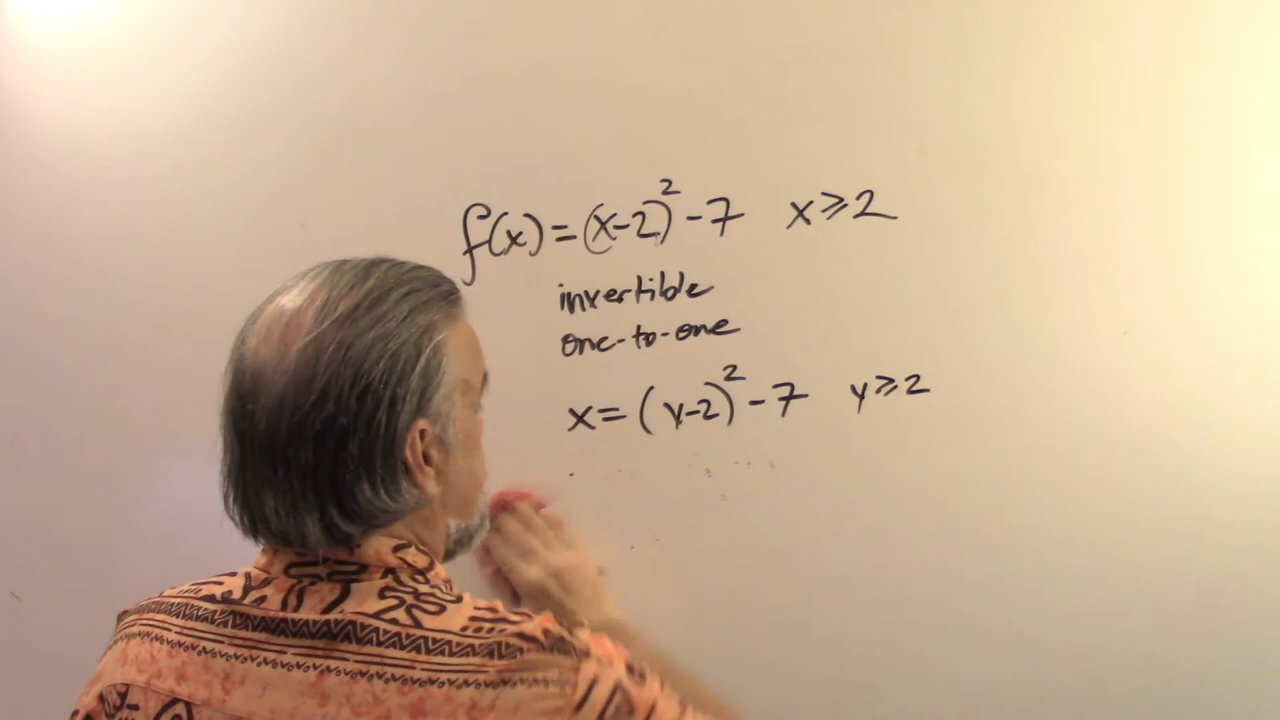 f(x)=(x-2)²-7 x≥2
invertible
one-to-one
x=(y-2)²-7 y≥2